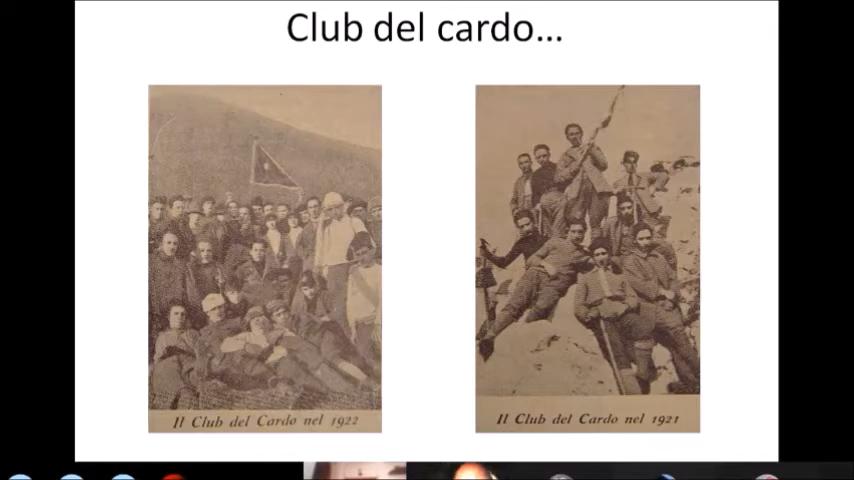 Club del cardo...
Il Club del Cardo nel 1922
Il Club del Cardo nel 1921